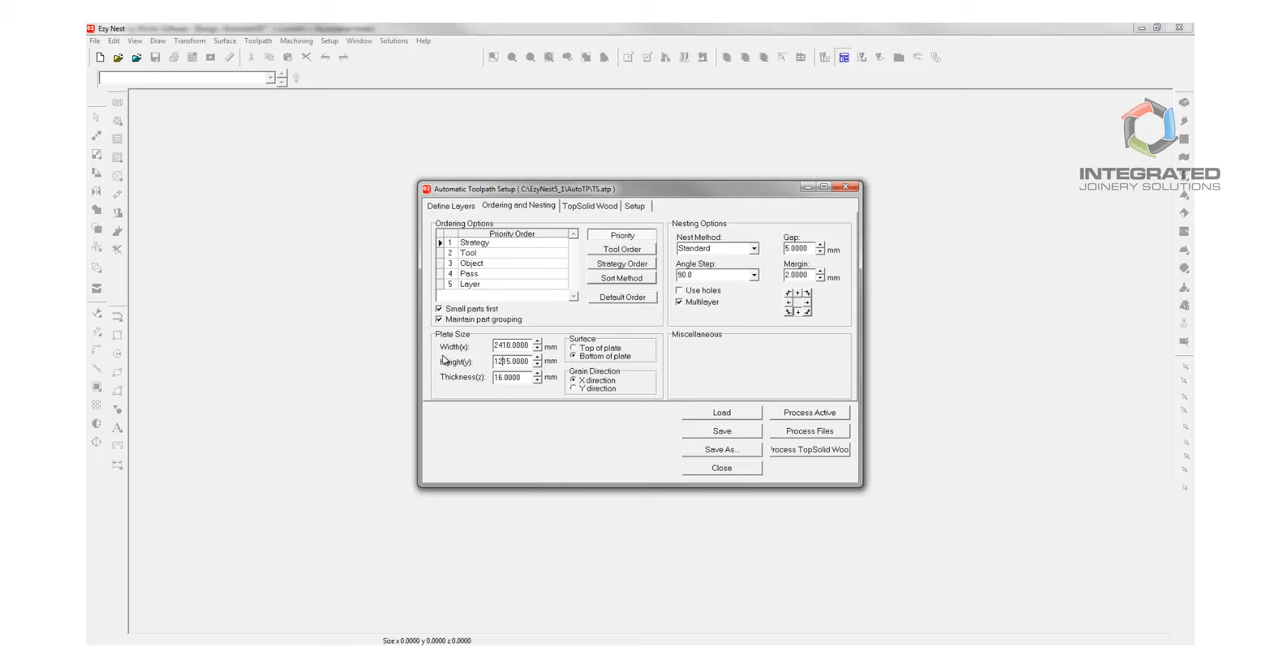 Ezy Nest
File Edit View Draw Transform Surface Toolpath Machining Setup Window Solutions Help
INTEGRATED
JOINERY SOLUTIONS
Automatic Toolpath Setup ( C:\EzyNest5_1\AutoTP\TS.atp )
Define Layers Ordering and Nesting TopSolid Wood Setup
Ordering Options
Priority Order
1 Strategy
2 Tool
3 Object
4 Pass
5 Layer
Priority
Tool Order
Strategy Order
Sort Method
Default Order
Small parts first
Maintain part grouping
Nesting Options
Nest Method: Gap:
Standard 5.0000 mm
Angle Step: Margin:
90.0 2.0000 mm
Use holes
Multilayer
Plate Size
Width(x): 2410.0000 mm
Height(y): 1215.0000 mm
Thickness(z): 16.0000 mm
Surface
Top of plate
Bottom of plate
Grain Direction
X direction
Y direction
Miscellaneous
Load Process Active
Save Process Files
Save As... Process TopSolid Woo
Close
Size x 0.0000 y 0.0000 z 0.0000